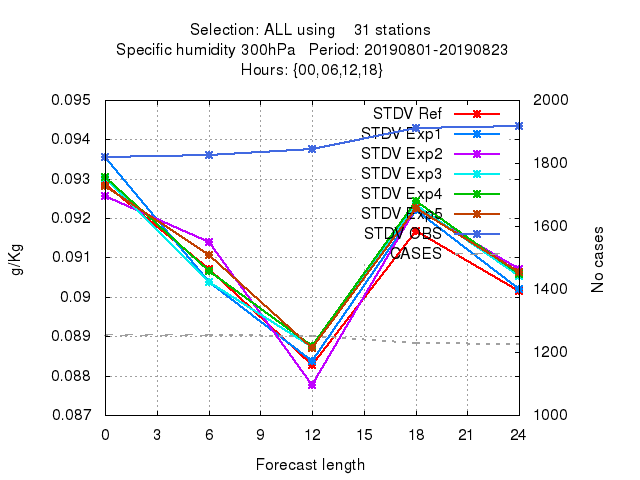 Selection: ALL using    31 stations
Specific humidity 300hPa   Period: 20190801-20190823
Hours: {00,06,12,18}
0.095
0.094
0.093
0.092
0.091
0.09
0.089
0.088
0.087
g/Kg
STDV Ref
STDV Exp1
STDV Exp2
STDV Exp3
STDV Exp4
STDV Exp5
STDV OBS
CASES
2000
1800
1600
1400
1200
1000
No cases
0 3 6 9 12 15 18 21 24
Forecast length